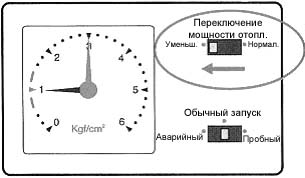 Переключение
мощности отопл.
Уменьш. Нормал.
3
2 4
1 5
0 6
Kgf/cm²
Обычный запуск
Аварийный Пробный